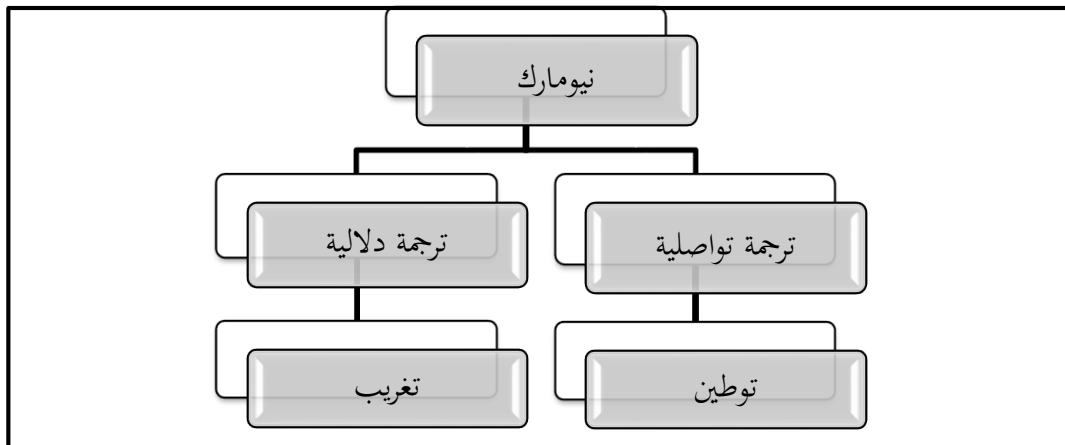 نيومارك
ترجمة تواصلية
ترجمة دلالية
توطين
تغريب